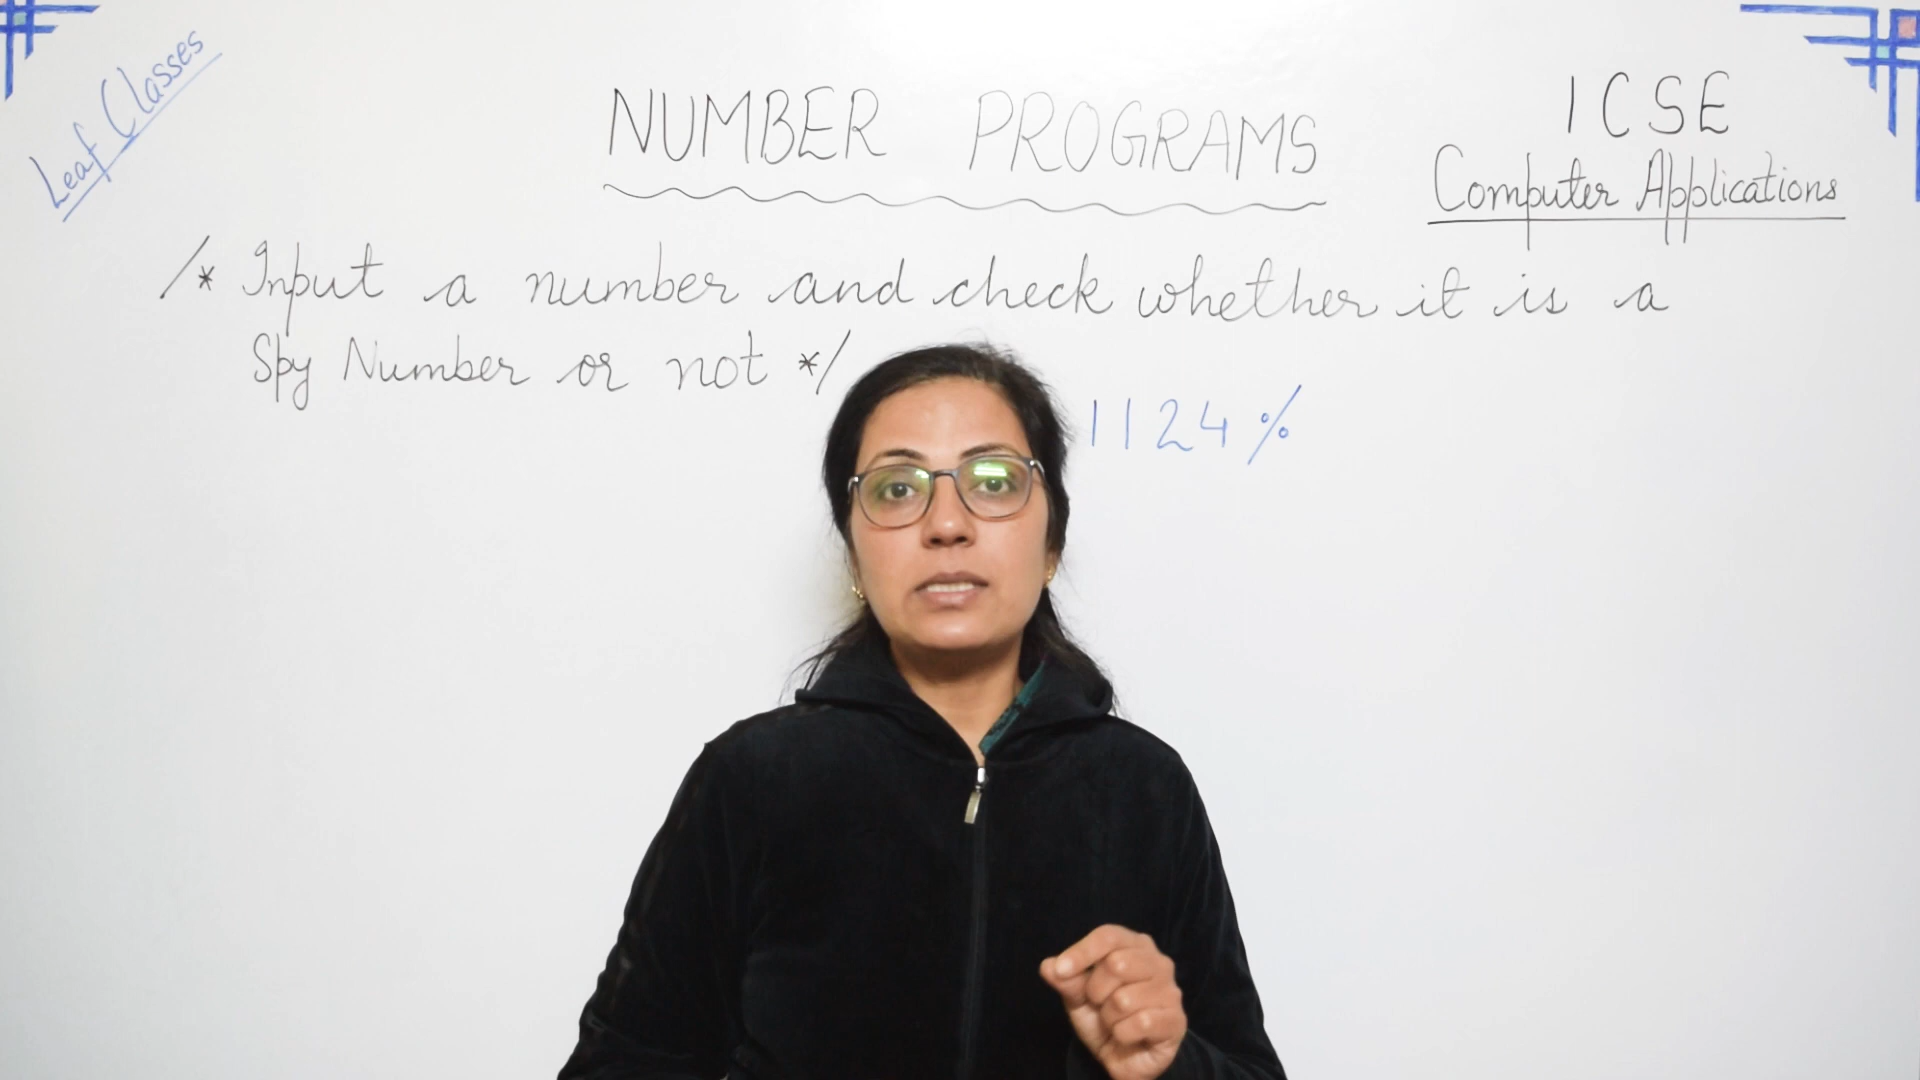 Leaf Classes
NUMBER PROGRAMS
ICSE
Computer Applications
/* Input a number and check whether it is a
Spy Number or not */
1124%